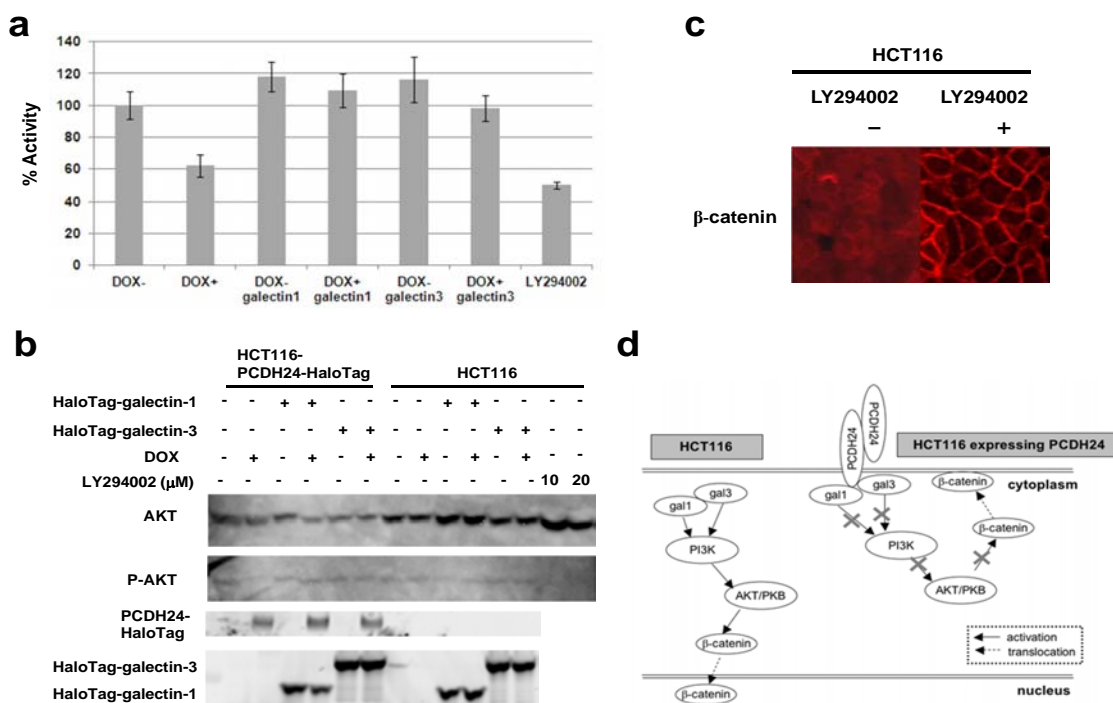 a
140
120
100
80
60
40
20
0
% Activity
DOX- DOX+ DOX- galectin1 DOX+ galectin1 DOX- galectin3 DOX+ galectin3 LY294002
c
HCT116
LY294002 LY294002
– +
β-catenin
b
HCT116-
PCDH24-HaloTag HCT116
HaloTag-galectin-1 - - + + - - - - + + - - - -
HaloTag-galectin-3 - - - - + + - - - - + + - -
DOX - + - + - + - + - + - + - -
LY294002 (µM) - - - - - - - - - - - - 10 20
AKT
P-AKT
PCDH24-
HaloTag
HaloTag-galectin-3
HaloTag-galectin-1
d
HCT116
PCDH24
PCDH24
HCT116 expressing PCDH24
cytoplasm
gal1 gal3
PI3K
AKT/PKB
β-catenin
β-catenin
gal1 gal3
PI3K
AKT/PKB
β-catenin
β-catenin
activation
translocation
nucleus